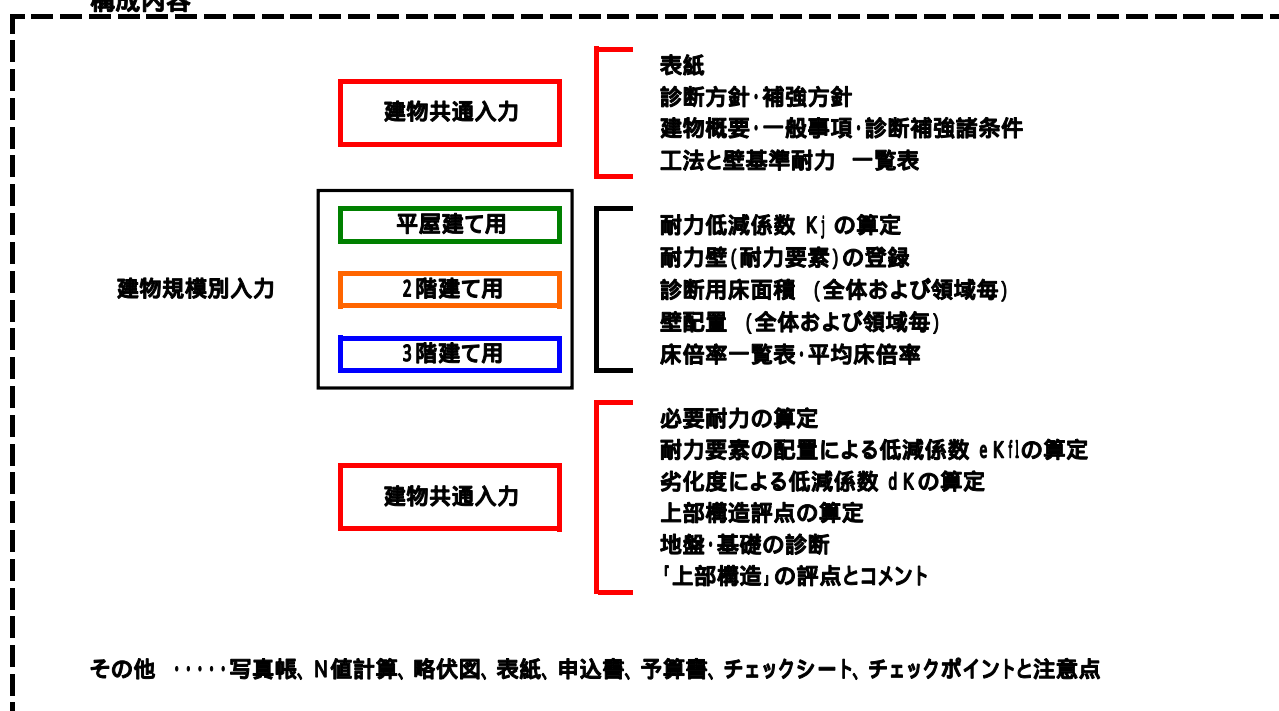 構成内容
建物共通入力
表紙
診断方針・補強方針
建物概要・一般事項・診断補強諸条件
工法と壁基準耐力 一覧表
建物規模別入力
平屋建て用
2階建て用
3階建て用
耐力低減係数 Kj の算定
耐力壁(耐力要素)の登録
診断用床面積 (全体および領域毎)
壁配置 (全体および領域毎)
床倍率一覧表・平均床倍率
建物共通入力
必要耐力の算定
耐力要素の配置による低減係数 eKflの算定
劣化度による低減係数 dKの算定
上部構造評点の算定
地盤・基礎の診断
「上部構造」の評点とコメント
その他 ・・・・・写真帳、N値計算、略伏図、表紙、申込書、予算書、チェックシート、チェックポイントと注意点